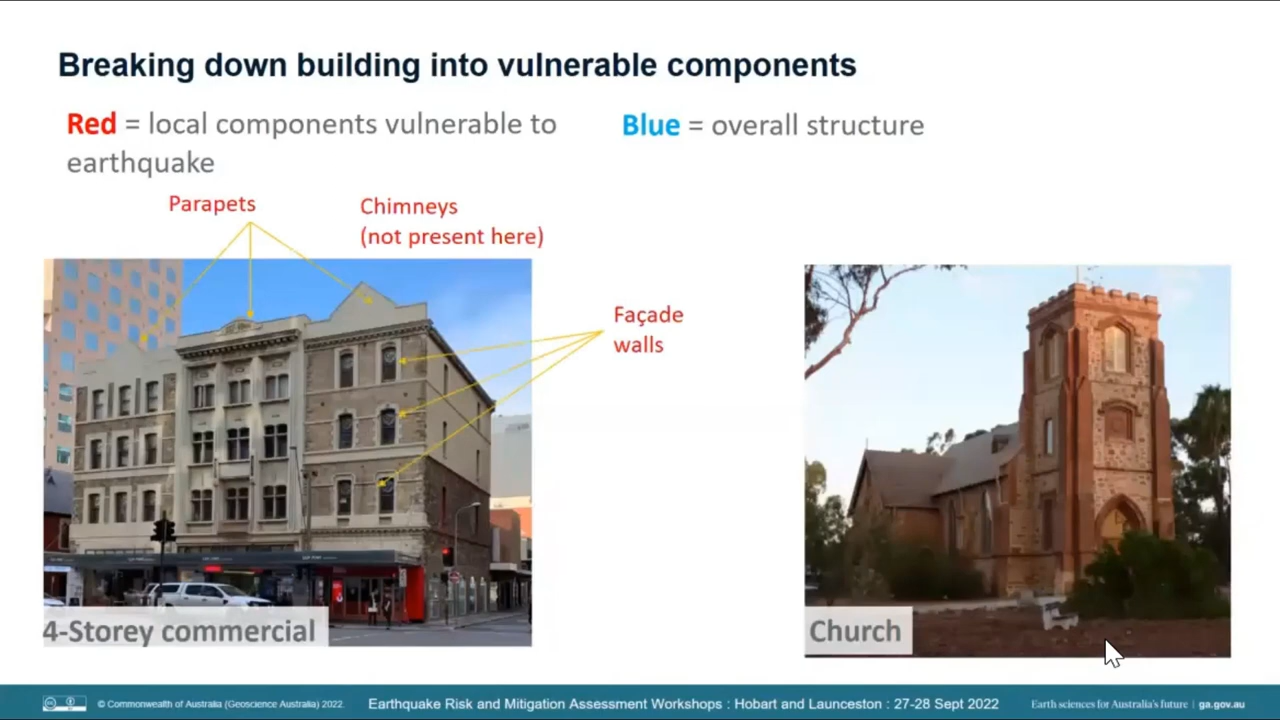 Breaking down building into vulnerable components
Red = local components vulnerable to
earthquake
Blue = overall structure
Parapets
Chimneys
(not present here)
Façade
walls
4-Storey commercial
Church
© Commonwealth of Australia (Geoscience Australia) 2022.
Earthquake Risk and Mitigation Assessment Workshops : Hobart and Launceston : 27-28 Sept 2022
Earth sciences for Australia's future | ga.gov.au